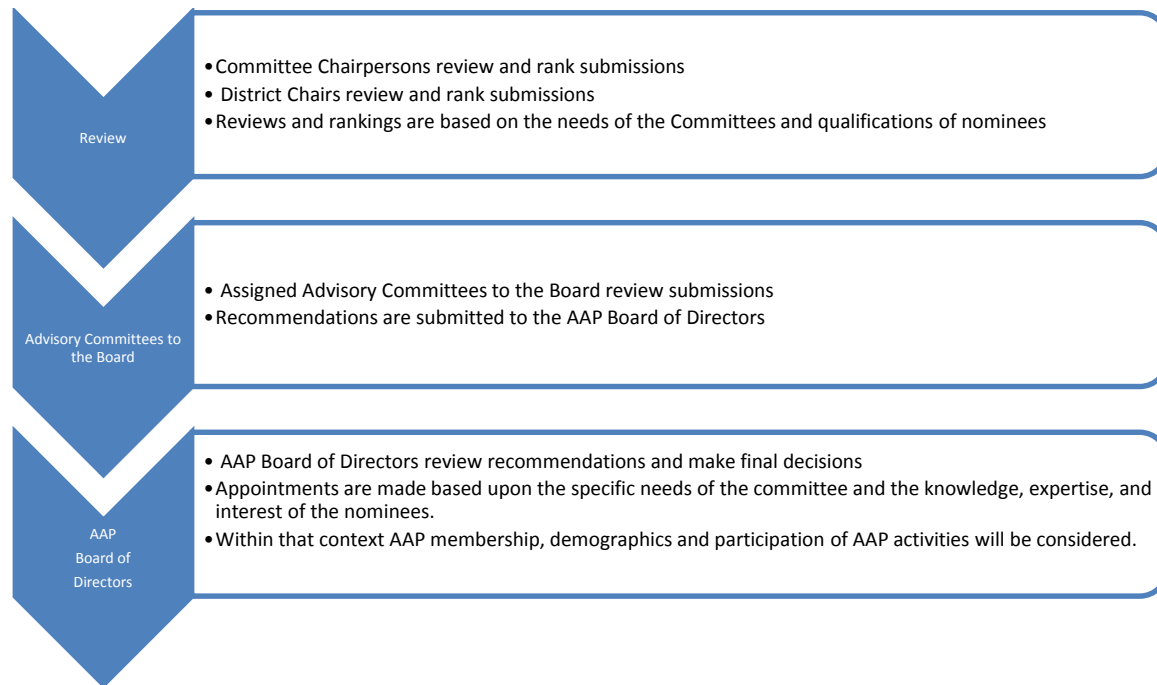 Review
•Committee Chairpersons review and rank submissions
• District Chairs review and rank submissions
•Reviews and rankings are based on the needs of the Committees and qualifications of nominees
Advisory Committees to
the Board
• Assigned Advisory Committees to the Board review submissions
•Recommendations are submitted to the AAP Board of Directors
AAP
Board of
Directors
• AAP Board of Directors review recommendations and make final decisions
•Appointments are made based upon the specific needs of the committee and the knowledge, expertise, and
interest of the nominees.
•Within that context AAP membership, demographics and participation of AAP activities will be considered.